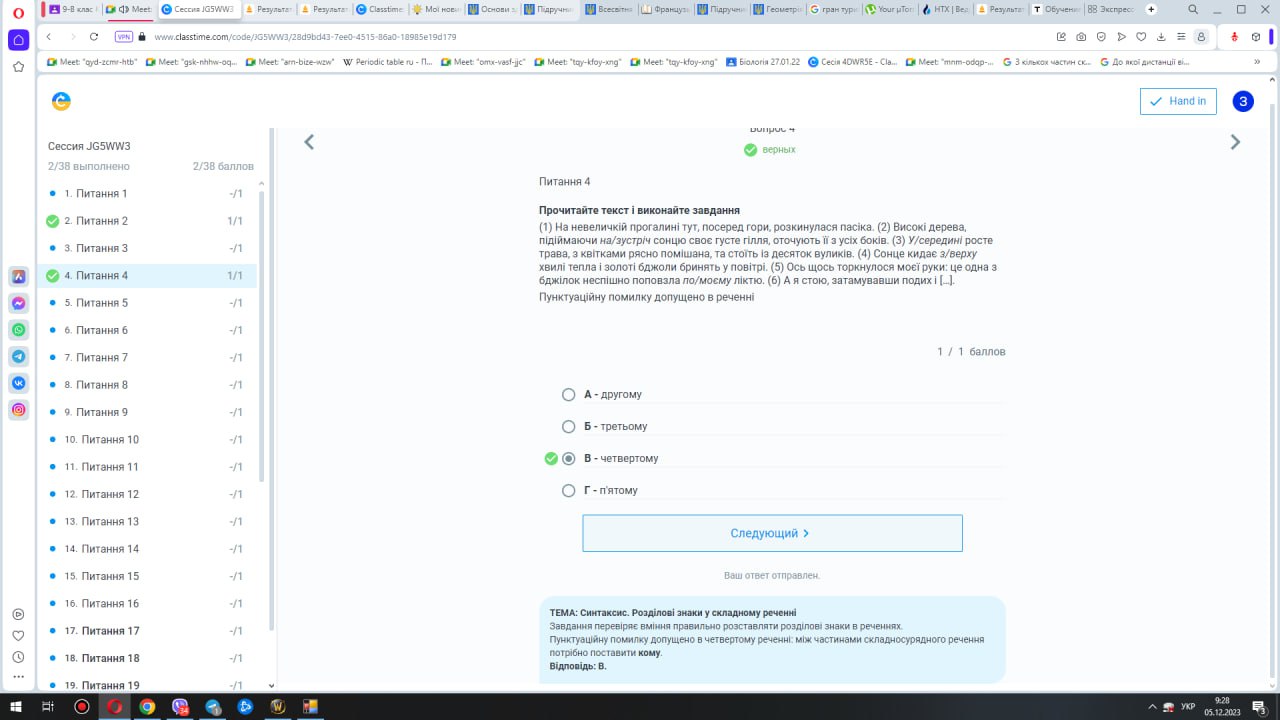 9-В клас І
Meet:
Сессия JG5WW3
Результат
Результат
Classtime:
Мої нови
Основи з
Підручни
Всесвітня
Француз
Підручни
Геометрі
гран тури
Your µTorr
НТХ | Вед
Результат
Обучени
Экспресс
VPN
www.classtime.com/code/JG5WW3/28d9bd43-7ee0-4515-86a0-18985e19d179
Meet: "qyd-zcmr-htb"
Meet: "gsk-nhhw-oq...
Meet: "arn-bize-wzw"
Periodic table ru - П...
Meet: "omx-vasf-jjc"
Meet: "tqy-kfoy-xng"
Meet: "tqy-kfoy-xng"
Біологія 27.01.22
Сесія 4DWR5E - Cla...
Meet: "mnm-odqp-...
З кількох частин ск...
До якої дистанції ві...
»
Hand in
З
Сессия JG5WW3
2/38 выполнено 2/38 баллов
1. Питання 1 -/1
2. Питання 2 1/1
3. Питання 3 -/1
4. Питання 4 1/1
5. Питання 5 -/1
6. Питання 6 -/1
7. Питання 7 -/1
8. Питання 8 -/1
9. Питання 9 -/1
10. Питання 10 -/1
11. Питання 11 -/1
12. Питання 12 -/1
13. Питання 13 -/1
14. Питання 14 -/1
15. Питання 15 -/1
16. Питання 16 -/1
17. Питання 17 -/1
18. Питання 18 -/1
19. Питання 19 -/1
Вопрос 4
верных
Питання 4
Прочитайте текст і виконайте завдання
(1) На невеличкій прогалині тут, посеред гори, розкинулася пасіка. (2) Високі дерева,
підіймаючи на/зустріч сонцю своє густе гілля, оточують її з усіх боків. (3) У/середині росте
трава, з квітками рясно помішана, та стоїть із десяток вуликів. (4) Сонце кидає з/верху
хвилі тепла і золоті бджоли бринять у повітрі. (5) Ось щось торкнулося моєї руки: це одна з
бджілок неспішно поповзла по/моєму ліктю. (6) А я стою, затамувавши подих і [...].
Пунктуаційну помилку допущено в реченні
1 / 1 баллов
А - другому
Б - третьому
В - четвертому
Г - п'ятому
Следующий
Ваш ответ отправлен.
ТЕМА: Синтаксис. Розділові знаки у складному реченні
Завдання перевіряє вміння правильно розставляти розділові знаки в реченнях.
Пунктуаційну помилку допущено в четвертому реченні: між частинами складносурядного речення
потрібно поставити кому.
Відповідь: В.
УКР
9:28
05.12.2023